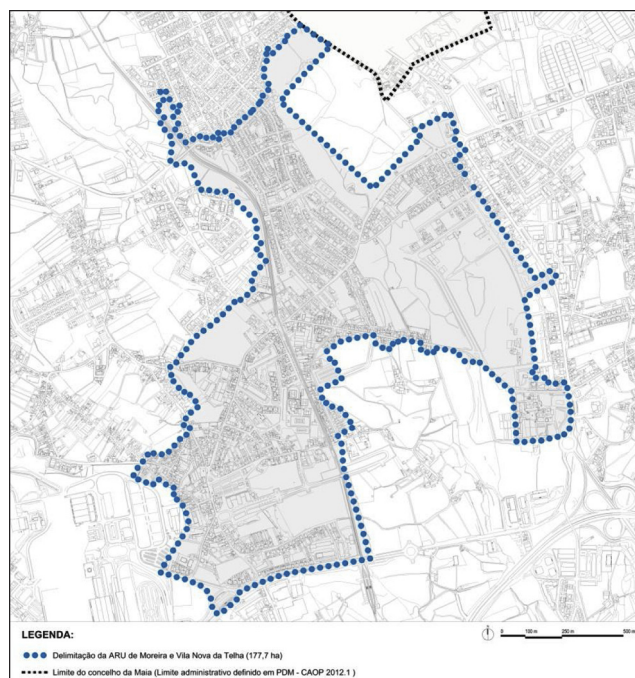 LEGENDA:
0 100 m 250 m 500 m
Delimitação da ARU de Moreira e Vila Nova da Telha (177,7 ha)
Limite do concelho da Maia (Limite administrativo definido em PDM - CAOP 2012.1 )